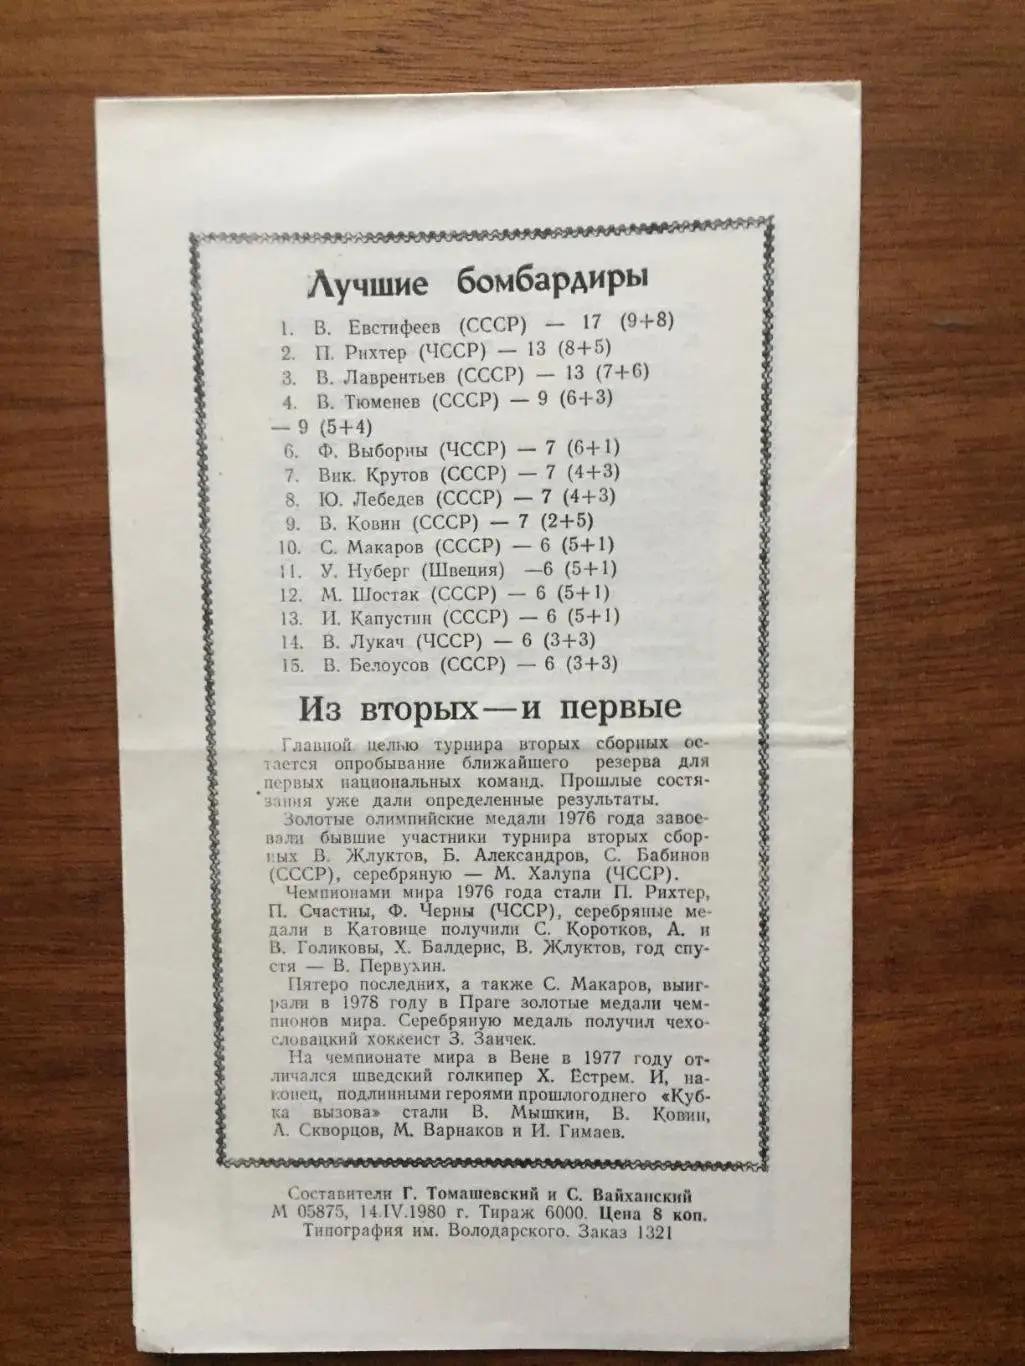 Лучшие бомбардиры
1. В. Евстифеев (СССР) — 17 (9+8)
2. П. Рихтер (ЧССР) — 13 (8+5)
3. В. Лаврентьев (СССР) — 13 (7+6)
4. В. Тюменев (СССР) — 9 (6+3)
— 9 (5+4)
6. Ф. Выборны (ЧССР) — 7 (6+1)
7. Вик. Крутов (СССР) — 7 (4+3)
8. Ю. Лебедев (СССР) — 7 (4+3)
9. В. Ковин (СССР) — 7 (2+5)
10. С. Макаров (СССР) — 6 (5+1)
11. У. Нуберг (Швеция) —6 (5+1)
12. М. Шостак (СССР) — 6 (5+1)
13. И. Капустин (СССР) — 6 (5+1)
14. В. Лукач (ЧССР) — 6 (3+3)
15. В. Белоусов (СССР) — 6 (3+3)
Из вторых — и первые
Главной целью турнира вторых сборных ос-
тается опробывание ближайшего резерва для
первых национальных команд. Прошлые состя-
зания уже дали определенные результаты.
Золотые олимпийские медали 1976 года завое-
вали бывшие участники турнира вторых сбор-
ных В. Жлуктов, Б. Александров, С. Бабинов
(СССР), серебряную — М. Халупа (ЧССР).
Чемпионами мира 1976 года стали П. Рихтер,
П. Счастны, Ф. Черны (ЧССР), серебряные ме-
дали в Катовице получили С. Коротков, А. и
В. Голиковы, Х. Балдерис, В. Жлуктов, год спу-
стя — В. Первухин.
Пятеро последних, а также С. Макаров, выиг-
рали в 1978 году в Праге золотые медали чем-
пионов мира. Серебряную медаль получил чехо-
словацкий хоккеист З. Заичек.
На чемпионате мира в Вене в 1977 году от-
личался шведский голкипер Х. Естрем. И, на-
конец, подлинными героями прошлогоднего «Куб-
ка вызова» стали В. Мышкин, В. Ковин,
А. Скворцов, М. Варнаков и И. Гимаев.
Составители Г. Томашевский и С. Вайханский
М 05875, 14.IV.1980 г. Тираж 6000. Цена 8 коп.
Типография им. Володарского. Заказ 1321